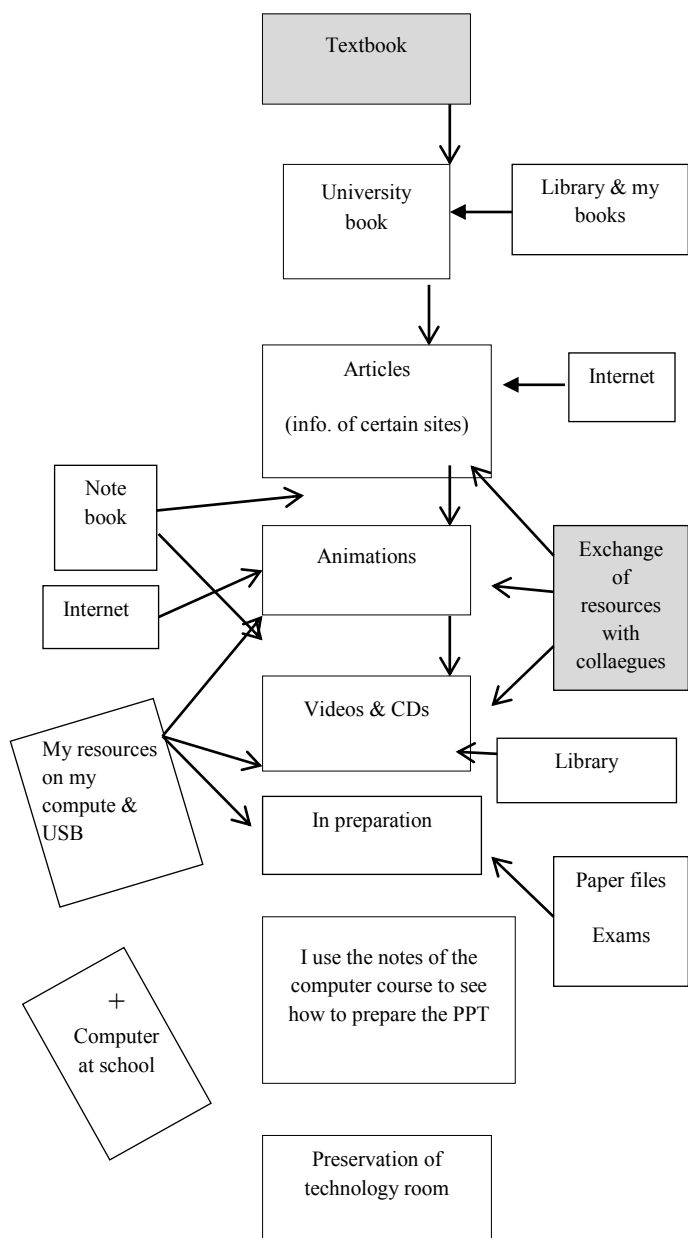 Textbook
University
book
Library & my
books
Articles
(info. of certain sites)
Internet
Note
book
Animations
Exchange
of
resources
with
collaegues
Internet
Videos & CDs
My resources
on my
compute &
USB
Library
In preparation
Paper files
Exams
I use the notes of the
computer course to see
how to prepare the PPT
+
Computer
at school
Preservation of
technology room